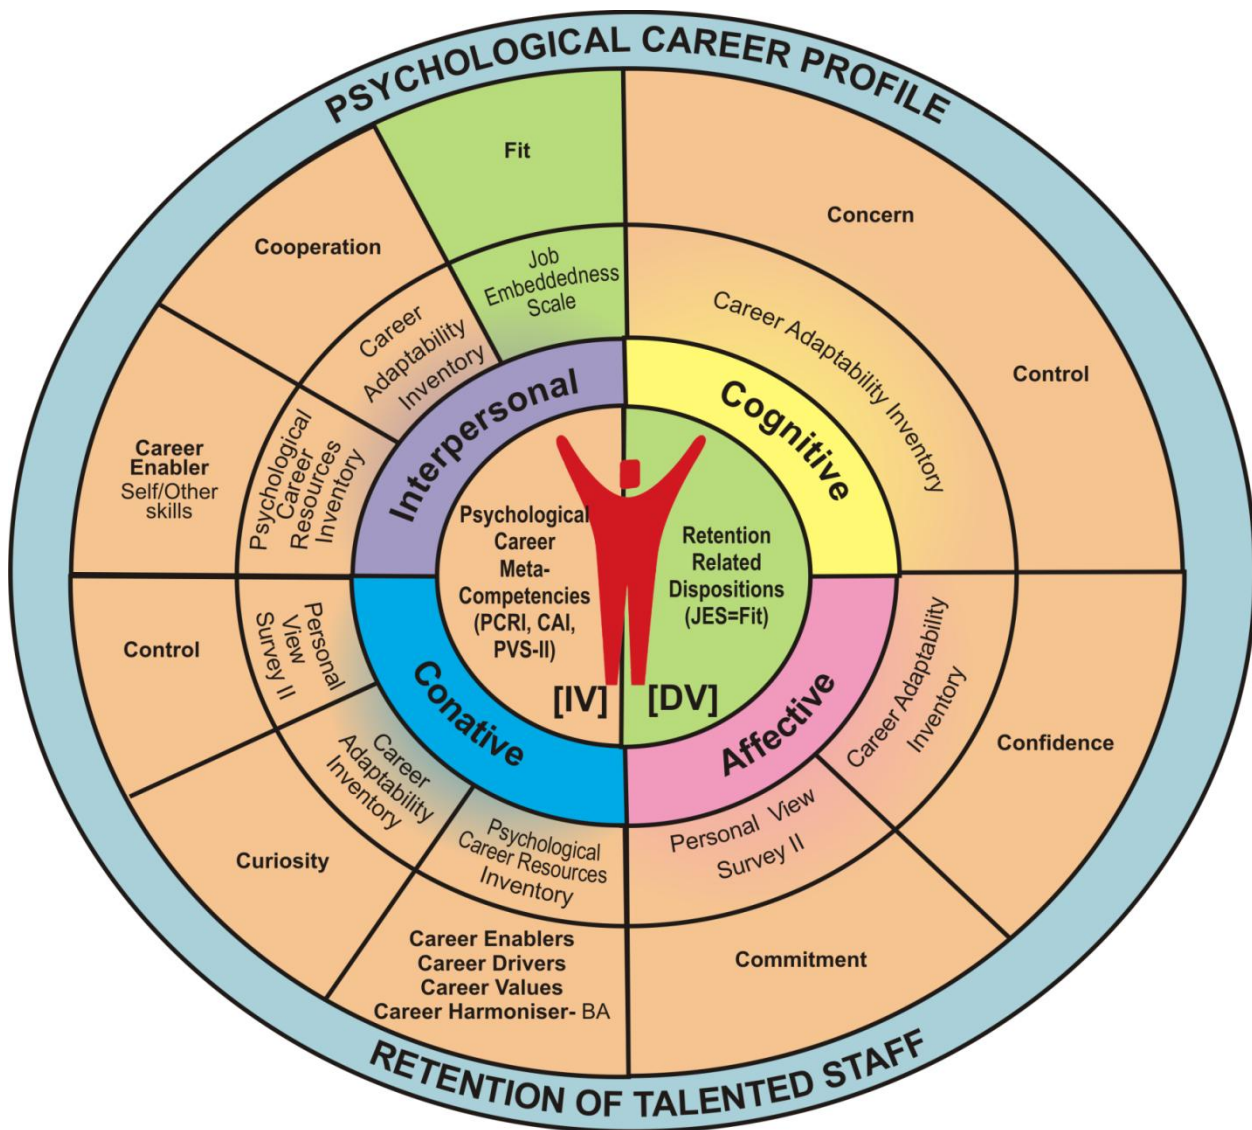 PSYCHOLOGICAL CAREER PROFILE
Fit
Job
Embeddedness
Scale
Concern
Control
Career Adaptability Inventory
Cooperation
Career
Adaptability
Inventory
Career
Enabler
Self/Other
skills
Psychological
Career
Resources
Inventory
Interpersonal
Cognitive
Psychological
Career
Meta-
Competencies
(PCRI, CAI,
PVS-II)
[IV]
Retention
Related
Dispositions
(JES=Fit)
[DV]
Conative
Affective
Control
Personal
View
Survey II
Curiosity
Career
Adaptability
Inventory
Psychological
Career Resources
Inventory
Career Enablers
Career Drivers
Career Values
Career Harmoniser- BA
Personal View
Survey II
Commitment
Career Adaptability
Inventory
Confidence
RETENTION OF TALENTED STAFF